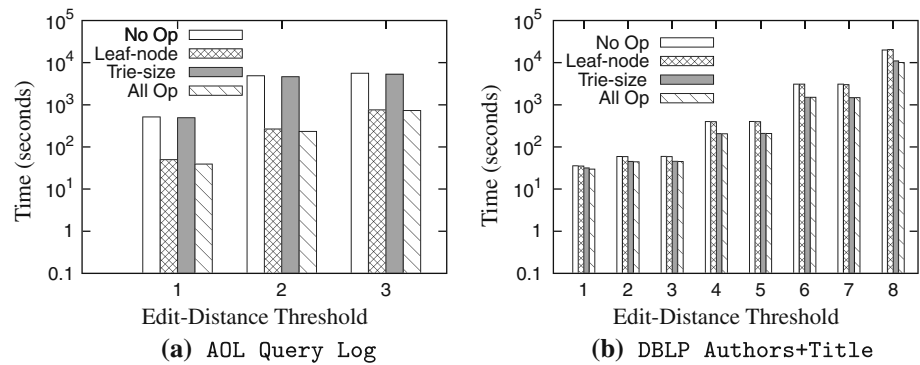 10^5
10^4
10^3
10^2
10^1
1
0.1
Time (seconds)
No Op
Leaf-node
Trie-size
All Op
1 2 3
Edit-Distance Threshold
(a) AOL Query Log
10^5
10^4
10^3
10^2
10^1
1
0.1
Time (seconds)
No Op
Leaf-node
Trie-size
All Op
1 2 3 4 5 6 7 8
Edit-Distance Threshold
(b) DBLP Authors+Title